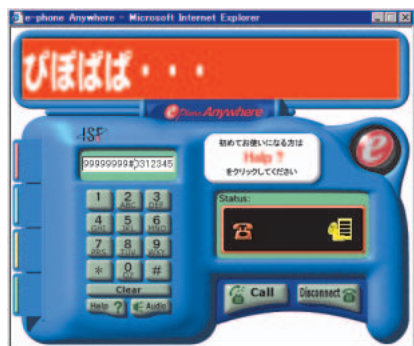 e-phone Anywhere - Microsoft Internet Explorer
ぴぽぱぱ・・・
e Phone Anywhere
ISF
初めてお使いになる方は
Help ?
をクリックしてください
e
99999999#0312345
Status:
1 2 ABC 3 DEF
4 GHI 5 JKL 6 MNO
7 PRS 8 TUV 9 WXY
* 0 OZ #
Clear
Help ? Audio
Call Disconnect